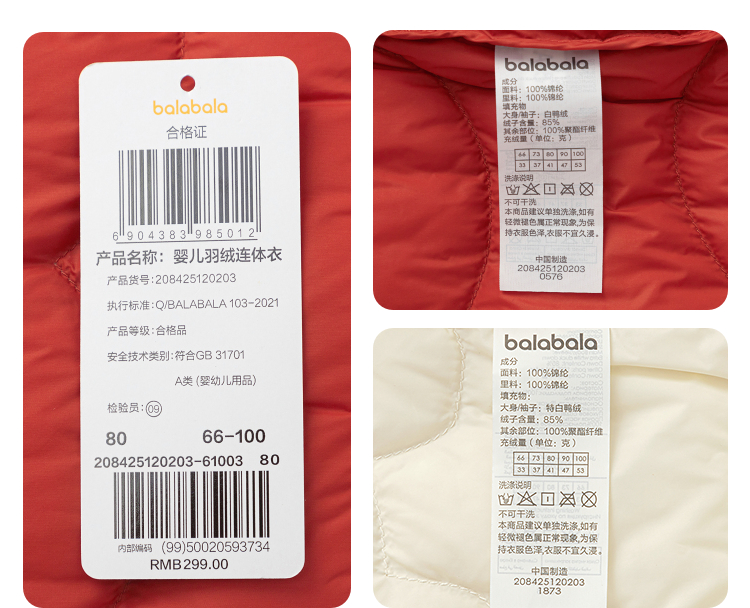 balabala
合格证
6 904383 985012
产品名称：婴儿羽绒连体衣
产品货号:208425120203
执行标准:Q/BALABALA 103-2021
产品等级:合格品
安全技术类别:符合GB 31701
A类 (婴幼儿用品)
检验员: 09
80 66-100
208425120203-61003 80
内部编码 (99)50020593734
RMB299.00
balabala
成分
面料：100%锦纶
里料：100%锦纶
填充物
大身/袖子：白鸭绒
绒子含量：85%
其余部位：100%聚酯纤维
充绒量（单位：克）
66 73 80 90 100
33 37 41 47 53
洗涤说明
不可干洗
本商品建议单独洗涤,如有
轻微褪色属正常现象,为保
持衣服色泽,衣服不宜久浸。
中国制造
208425120203
0576
balabala
成分
面料：100%锦纶
里料：100%锦纶
填充物：
大身/袖子：特白鸭绒
绒子含量：85%
其余部位：100%聚酯纤维
充绒量（单位：克）
66 73 80 90 100
33 37 41 47 53
洗涤说明
不可干洗
本商品建议单独洗涤,如有
轻微褪色属正常现象,为保
持衣服色泽,衣服不宜久浸。
中国制造
208425120203
1873